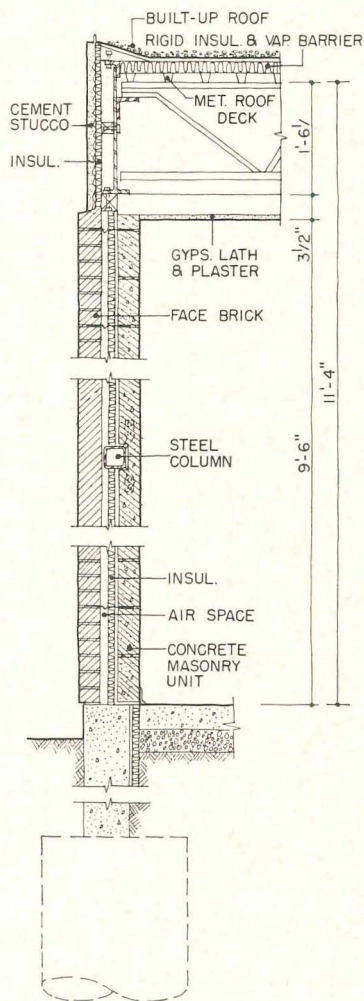 BUILT-UP ROOF
RIGID INSUL. & VAP. BARRIER
MET. ROOF
DECK
CEMENT
STUCCO
INSUL.
1'-6"
GYPS. LATH
& PLASTER
3 1/2"
FACE BRICK
11'-4"
STEEL
COLUMN
9'-6"
INSUL.
AIR SPACE
CONCRETE
MASONRY
UNIT